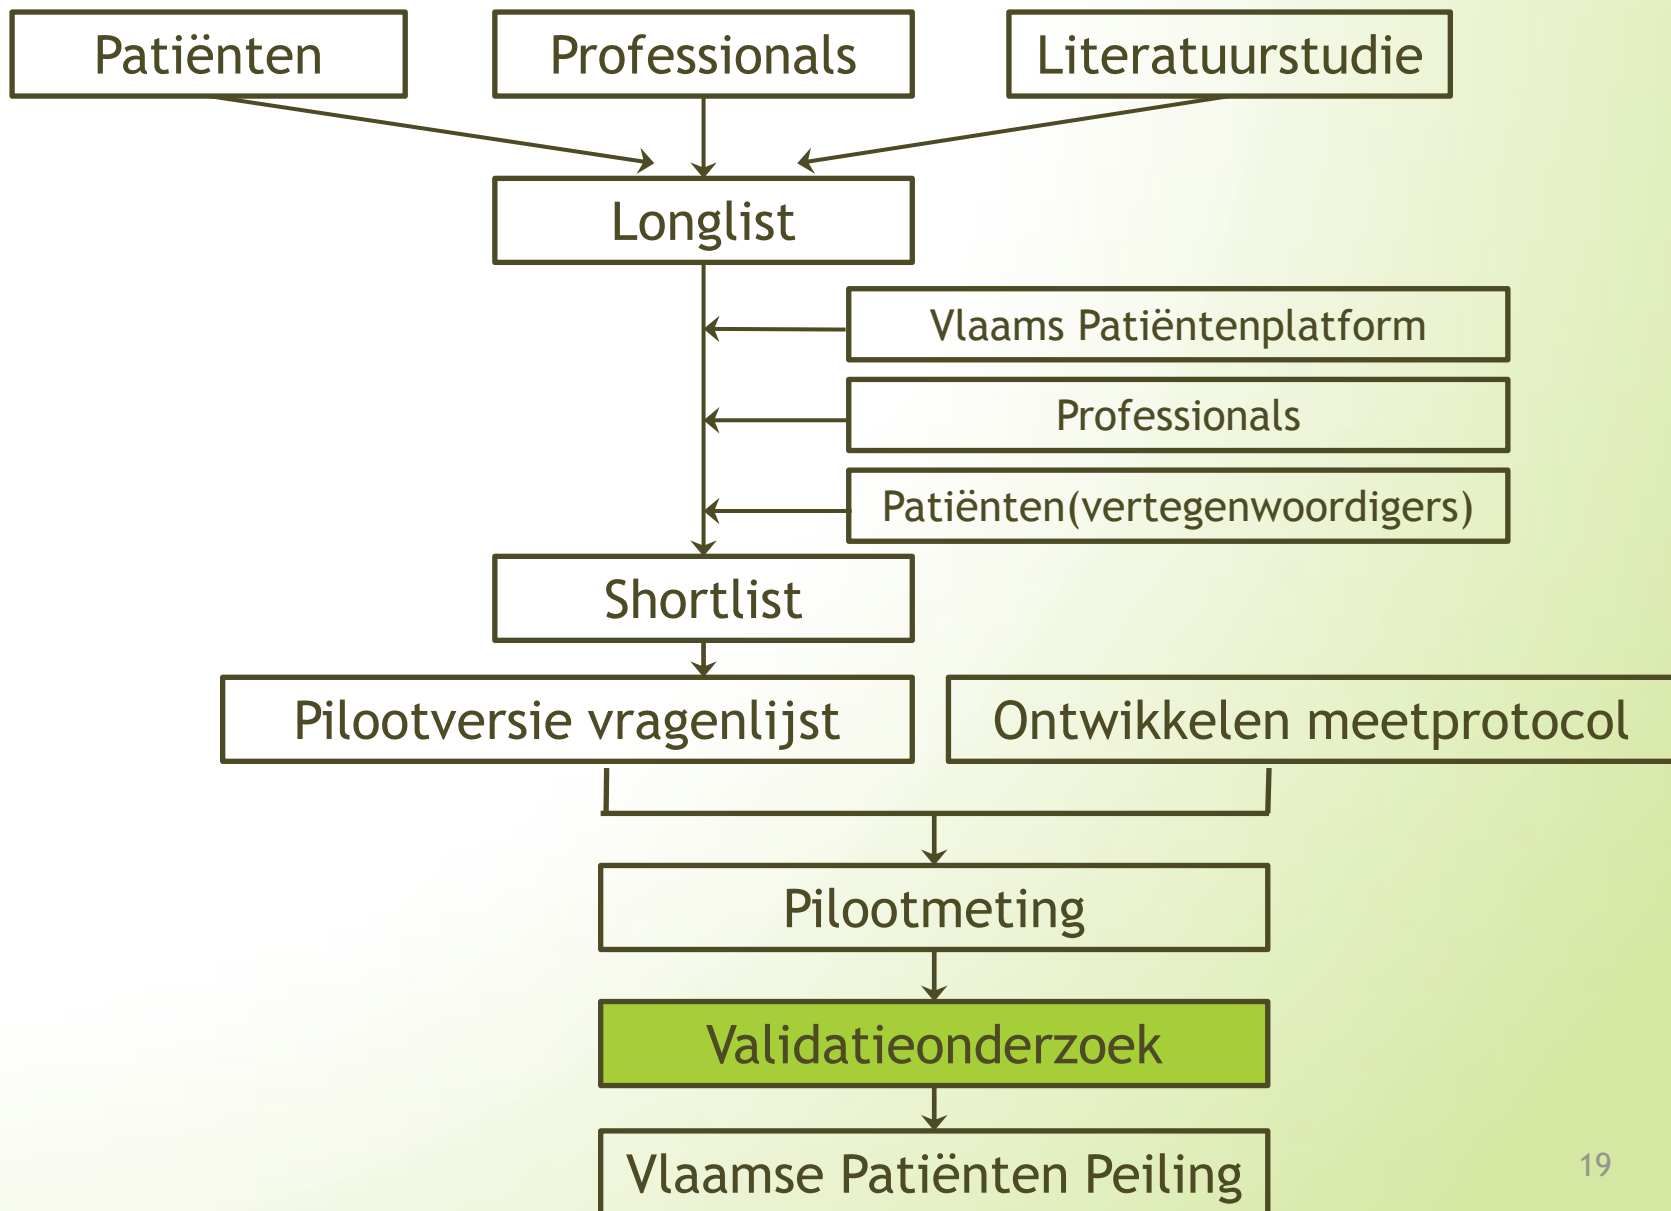 Patiënten
Professionals
Literatuurstudie
Longlist
Vlaams Patiëntenplatform
Professionals
Patiënten(vertegenwoordigers)
Shortlist
Pilootversie vragenlijst
Ontwikkelen meetprotocol
Pilootmeting
Validatieonderzoek
Vlaamse Patiënten Peiling
19